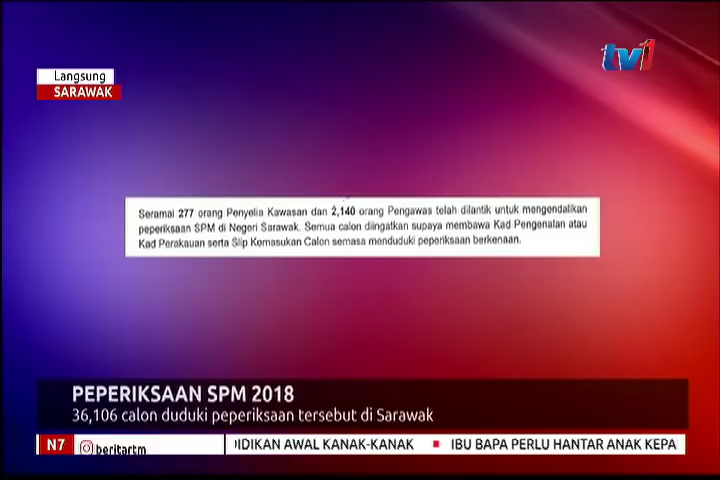 tv1
Langsung
SARAWAK
Seramai 277 orang Penyelia Kawasan dan 2,140 orang Pengawas telah dilantik untuk mengendalikan
peperiksaan SPM di Negeri Sarawak. Semua calon diingatkan supaya membawa Kad Pengenalan atau
Kad Perakauan serta Slip Kemasukan Calon semasa menduduki peperiksaan berkenaan.
PEPERIKSAAN SPM 2018
36,106 calon duduki peperiksaan tersebut di Sarawak
N7 beritartm IDIKAN AWAL KANAK-KANAK ▪ IBU BAPA PERLU HANTAR ANAK KEPA